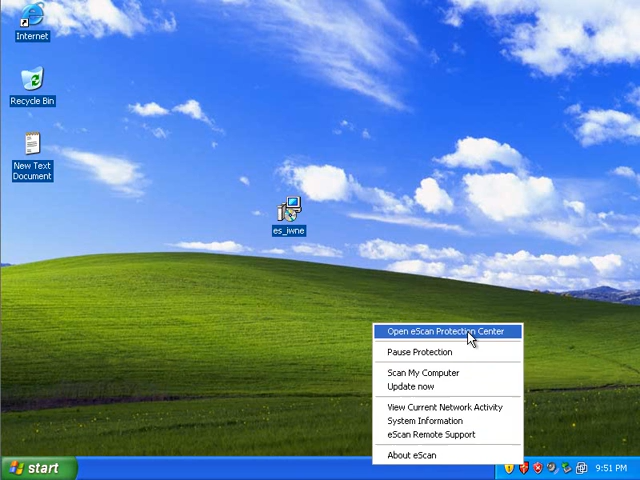 Internet
Recycle Bin
New Text
Document
es_iwne
Open eScan Protection Center
Pause Protection
Scan My Computer
Update now
View Current Network Activity
System Information
eScan Remote Support
About eScan
start
9:51 PM